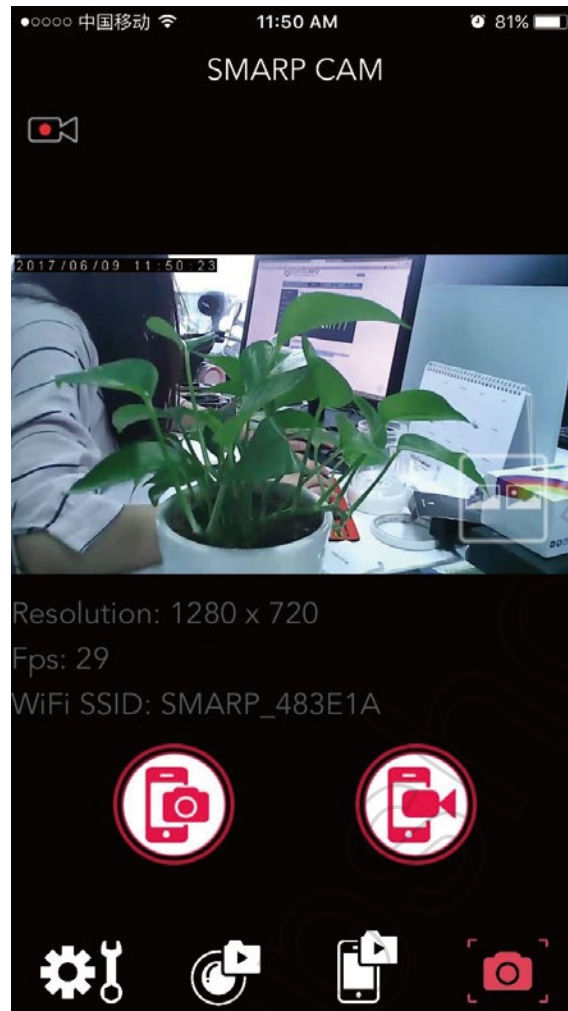 中国移动 11:50 AM 81%
SMARP CAM
2017/06/09 11:50:23
Resolution: 1280 x 720
Fps: 29
WiFi SSID: SMARP_483E1A